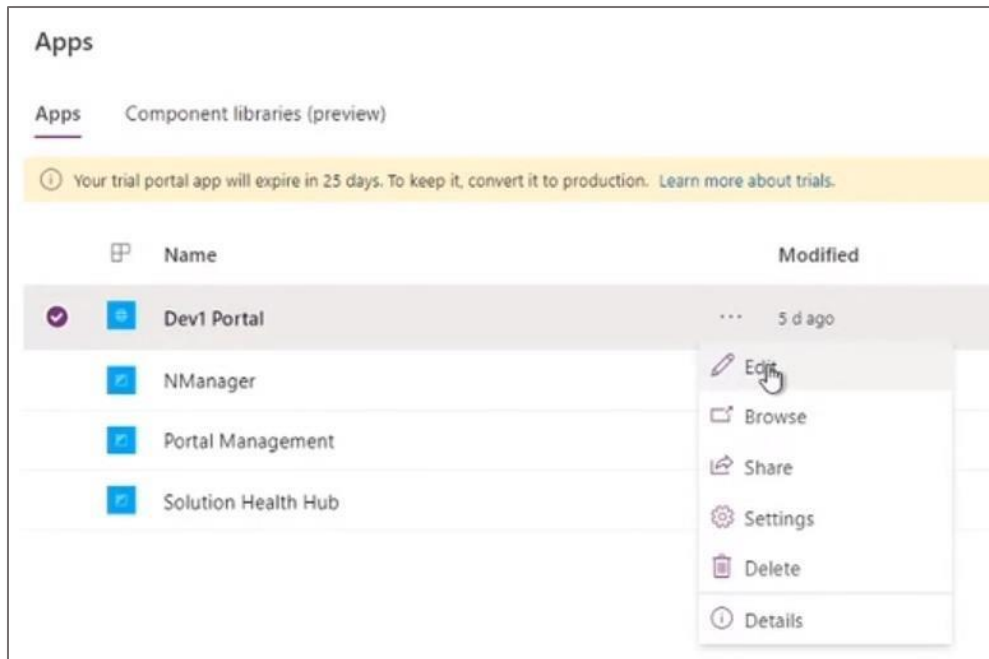 Apps
Apps Component libraries (preview)
Your trial portal app will expire in 25 days. To keep it, convert it to production. Learn more about trials.
Name Modified
Dev1 Portal ... 5 d ago
Edit
NManager
Browse
Portal Management
Share
Solution Health Hub
Settings
Delete
Details